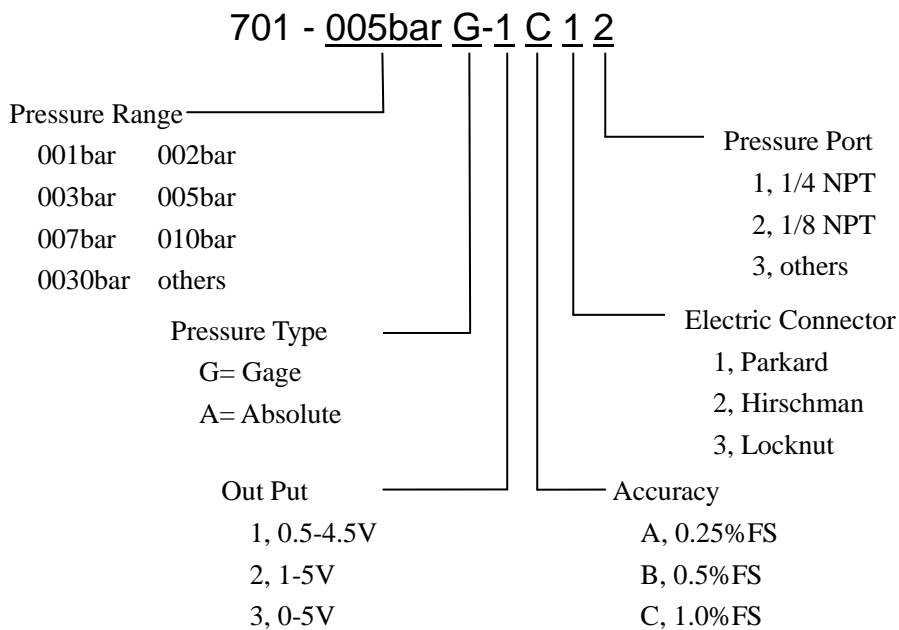 701 - 005bar G-1 C 1 2
Pressure Range
001bar 002bar
003bar 005bar
007bar 010bar
0030bar others
Pressure Type
G= Gage
A= Absolute
Out Put
1, 0.5-4.5V
2, 1-5V
3, 0-5V
Pressure Port
1, 1/4 NPT
2, 1/8 NPT
3, others
Electric Connector
1, Parkard
2, Hirschman
3, Locknut
Accuracy
A, 0.25%FS
B, 0.5%FS
C, 1.0%FS